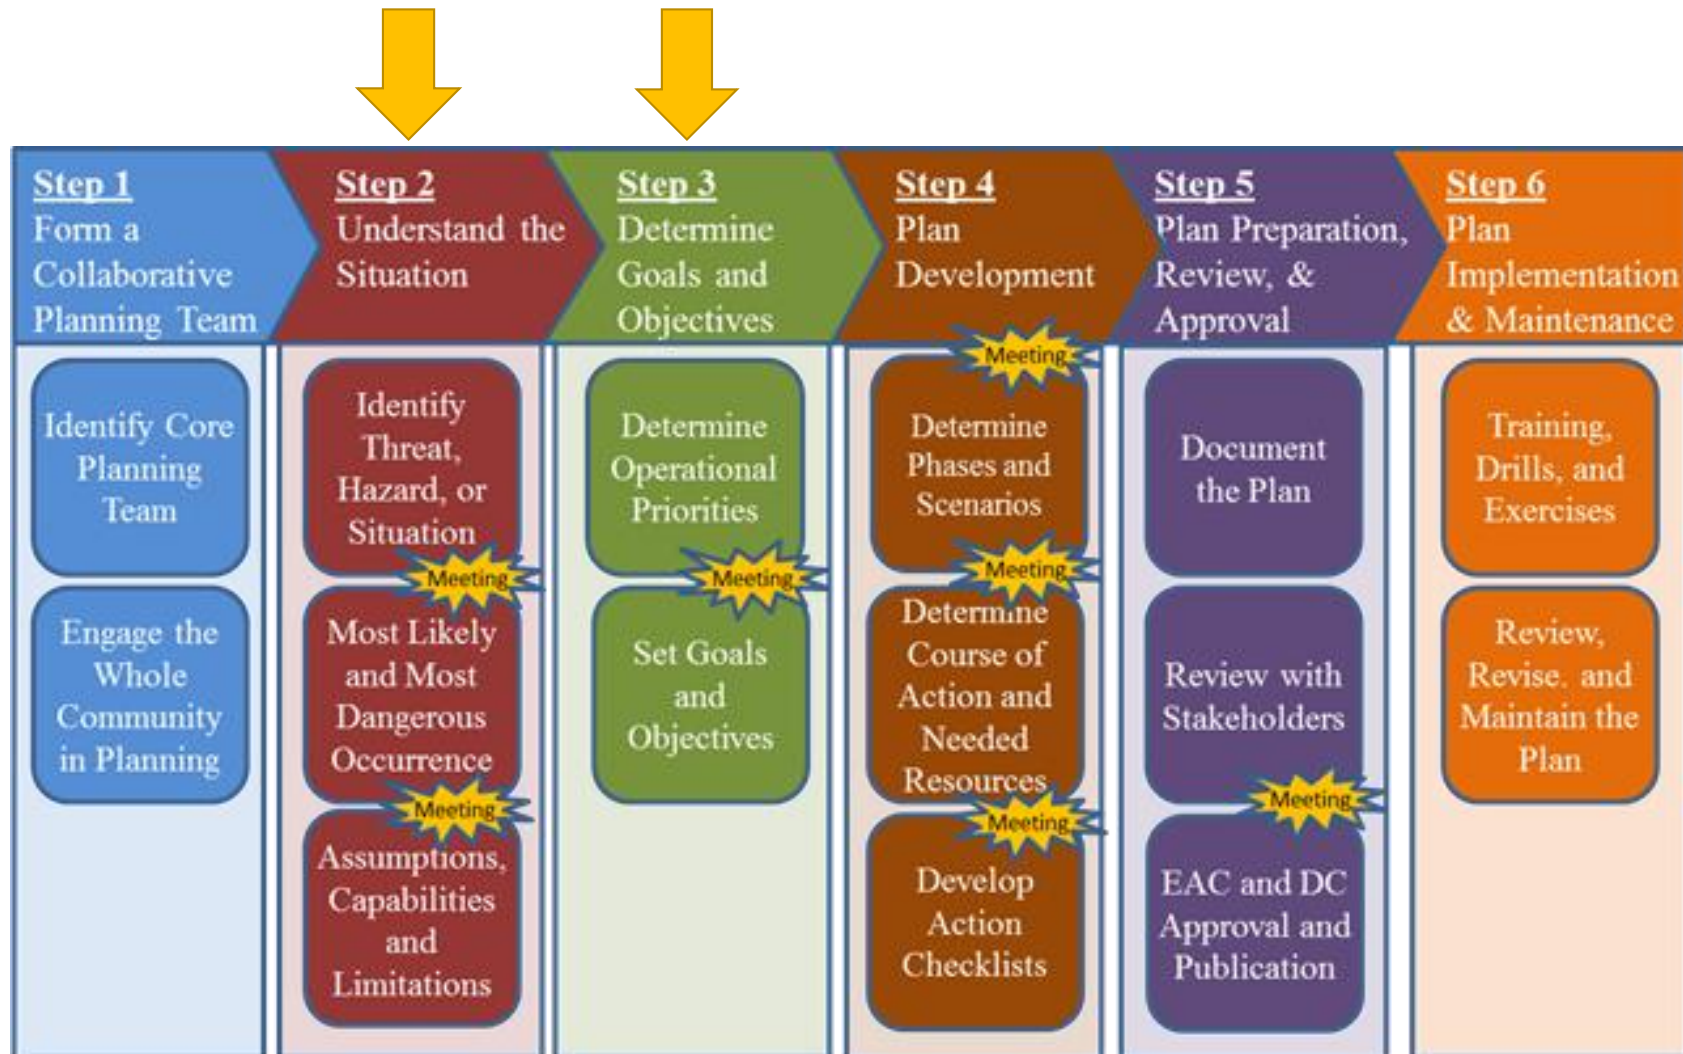 Step 1
Form a
Collaborative
Planning Team
Step 2
Understand the
Situation
Step 3
Determine
Goals and
Objectives
Step 4
Plan
Development
Step 5
Plan Preparation,
Review, &
Approval
Step 6
Plan
Implementation
& Maintenance
Identify Core
Planning
Team
Engage the
Whole
Community
in Planning
Identify
Threat,
Hazard, or
Situation
Meeting
Most Likely
and Most
Dangerous
Occurrence
Meeting
Assumptions,
Capabilities
and
Limitations
Determine
Operational
Priorities
Meeting
Set Goals
and
Objectives
Meeting
Determine
Phases and
Scenarios
Meeting
Determine
Course of
Action and
Needed
Resources
Meeting
Develop
Action
Checklists
Document
the Plan
Review with
Stakeholders
Meeting
EAC and DC
Approval and
Publication
Training,
Drills, and
Exercises
Review,
Revise. and
Maintain the
Plan